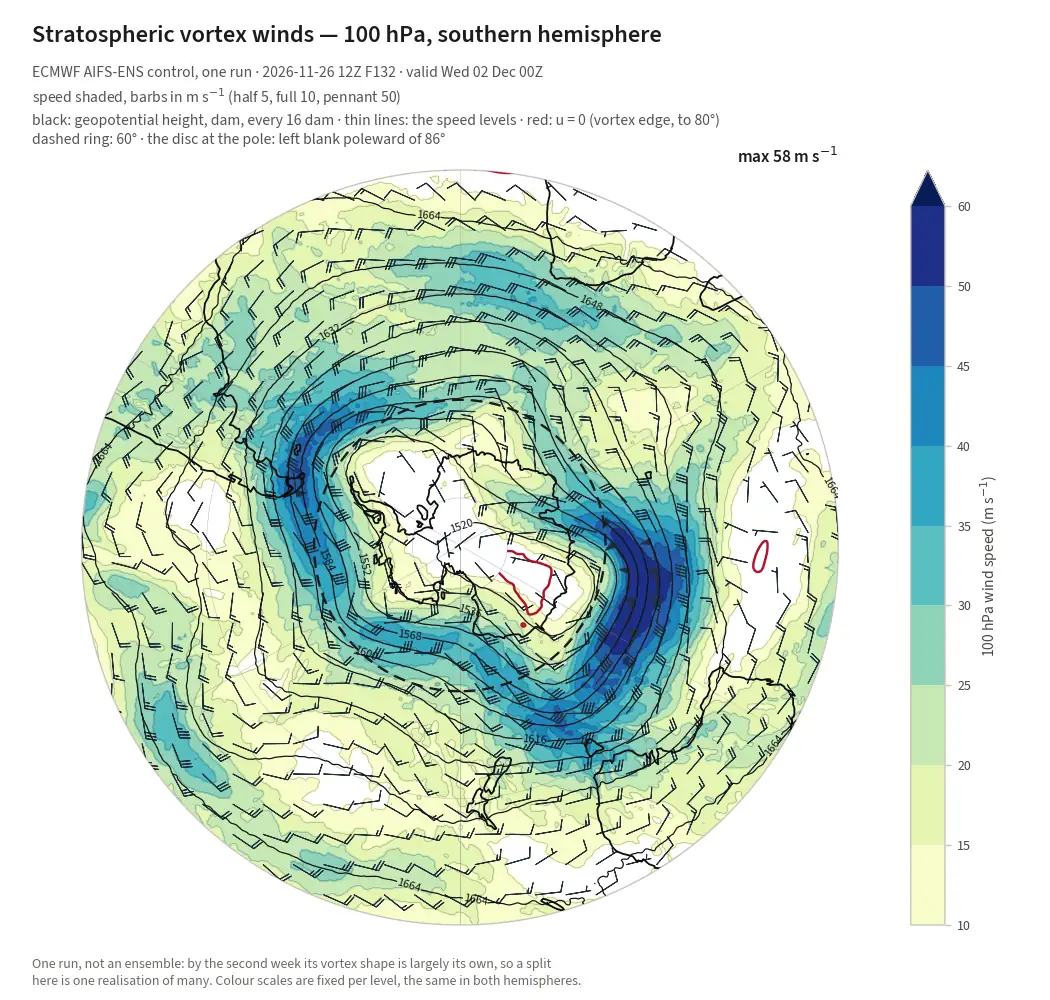 Stratospheric vortex winds — 100 hPa, southern hemisphere
ECMWF AIFS-ENS control, one run · 2026-11-26 12Z F132 · valid Wed 02 Dec 00Z
speed shaded, barbs in m s⁻¹ (half 5, full 10, pennant 50)
black: geopotential height, dam, every 16 dam · thin lines: the speed levels · red: u = 0 (vortex edge, to 80°)
dashed ring: 60° · the disc at the pole: left blank poleward of 86°
max 58 m s⁻¹
1664
1648
1632
1664
1664
1520
1584
1552
1568
1600
1616
1664
1664
1664
60
50
45
40
35
30
25
20
15
10
100 hPa wind speed (m s⁻¹)
One run, not an ensemble: by the second week its vortex shape is largely its own, so a split
here is one realisation of many. Colour scales are fixed per level, the same in both hemispheres.